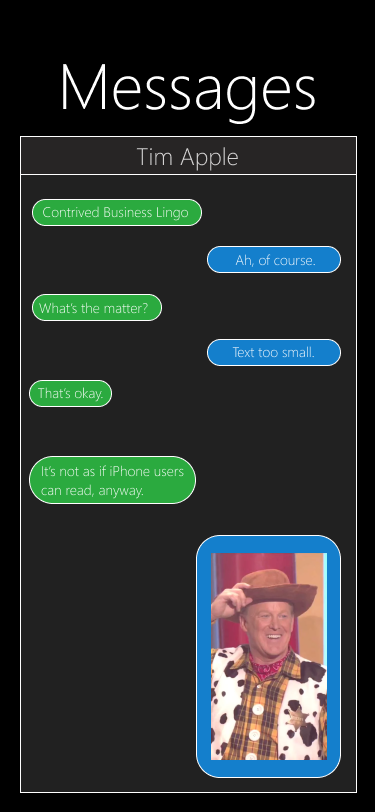 Messages
Tim Apple
Contrived Business Lingo
Ah, of course.
What's the matter?
Text too small.
That's okay.
It's not as if iPhone users
can read, anyway.